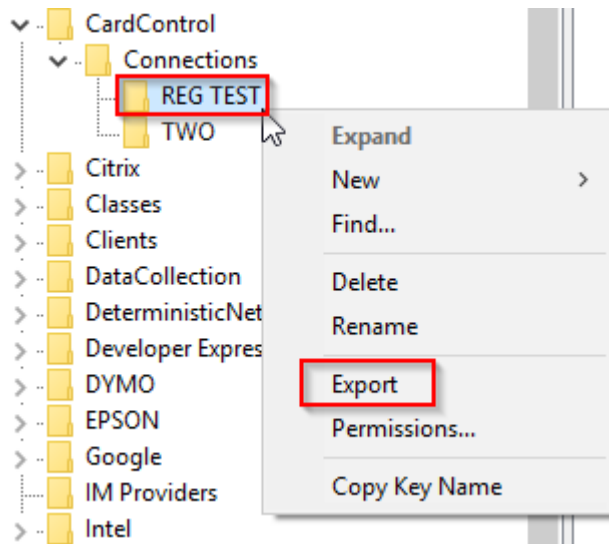 CardControl
Connections
REG TEST
TWO
Citrix
Classes
Clients
DataCollection
DeterministicNet
Developer Expres
DYMO
EPSON
Google
IM Providers
Intel
Expand
New
Find...
Delete
Rename
Export
Permissions...
Copy Key Name